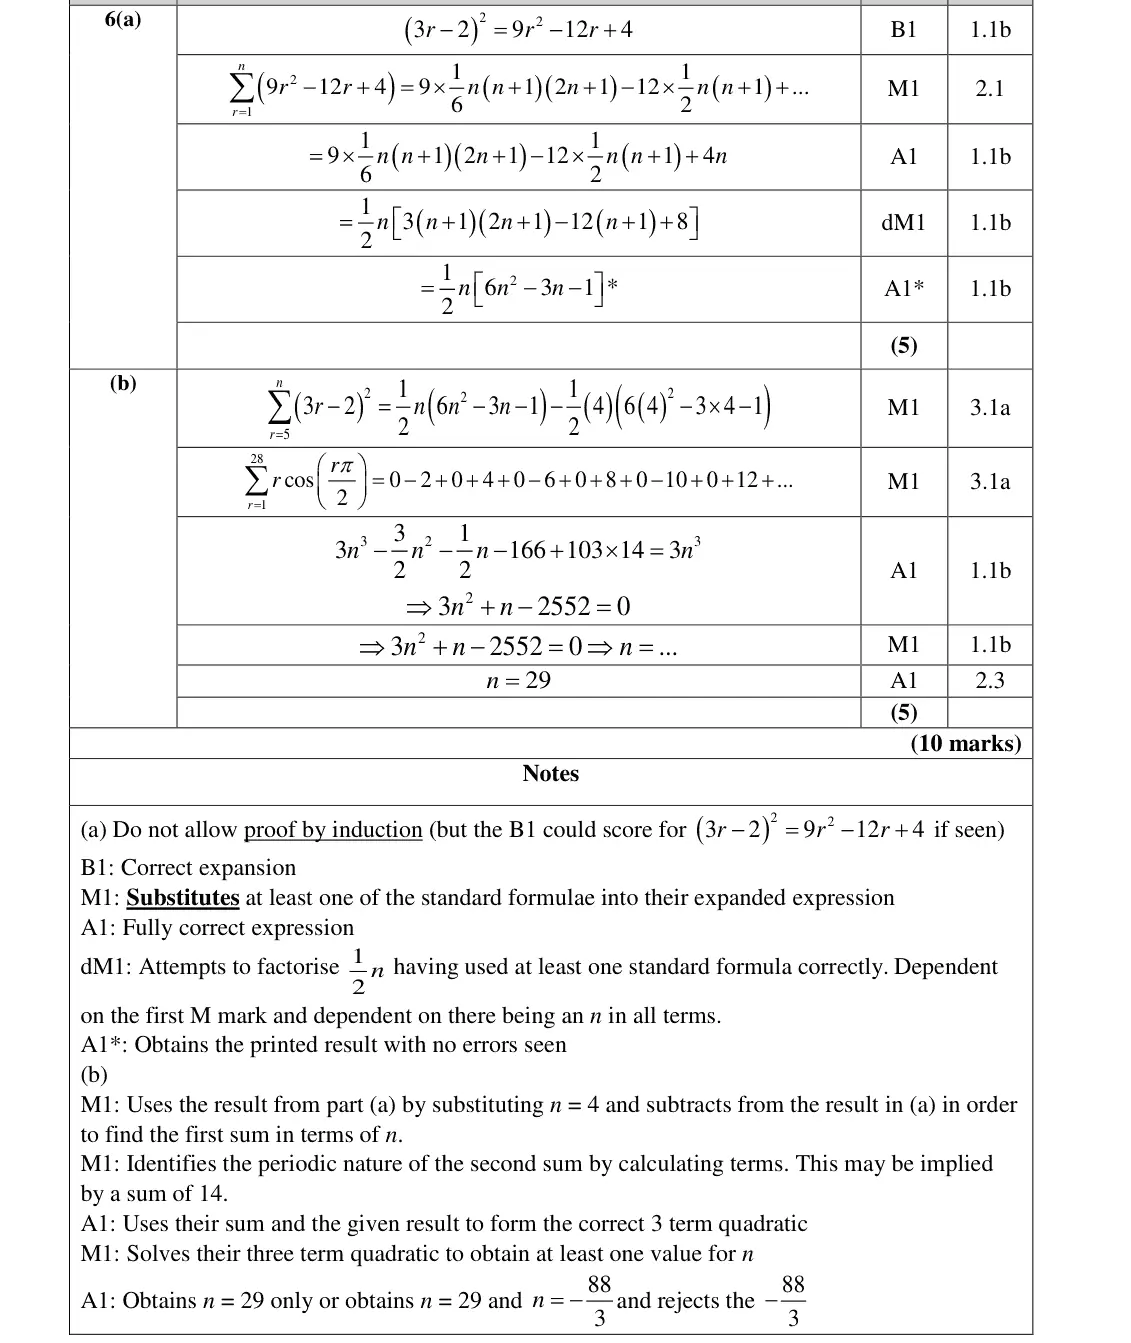 6(a) (3r − 2)² = 9r² − 12r + 4 B1 1.1b
∑_{r=1}^{n} (9r² − 12r + 4) = 9 × 1/6 n(n + 1)(2n + 1) − 12 × 1/2 n(n + 1) + ... M1 2.1
= 9 × 1/6 n(n + 1)(2n + 1) − 12 × 1/2 n(n + 1) + 4n A1 1.1b
= 1/2 n[3(n + 1)(2n + 1) − 12(n + 1) + 8] dM1 1.1b
= 1/2 n[6n² − 3n − 1]* A1* 1.1b
(5)
(b) ∑_{r=5}^{n} (3r − 2)² = 1/2 n(6n² − 3n − 1) − 1/2 (4)(6(4)² − 3 × 4 − 1) M1 3.1a
∑_{r=1}^{28} r cos(rπ/2) = 0 − 2 + 0 + 4 + 0 − 6 + 0 + 8 + 0 − 10 + 0 + 12 + ... M1 3.1a
3n³ − 3/2 n² − 1/2 n − 166 + 103 × 14 = 3n³
⇒ 3n² + n − 2552 = 0 A1 1.1b
⇒ 3n² + n − 2552 = 0 ⇒ n = ... M1 1.1b
n = 29 A1 2.3
(5)
(10 marks)
Notes
(a) Do not allow proof by induction (but the B1 could score for (3r − 2)² = 9r² − 12r + 4 if seen)
B1: Correct expansion
M1: Substitutes at least one of the standard formulae into their expanded expression
A1: Fully correct expression
dM1: Attempts to factorise 1/2 n having used at least one standard formula correctly. Dependent
on the first M mark and dependent on there being an n in all terms.
A1*: Obtains the printed result with no errors seen
(b)
M1: Uses the result from part (a) by substituting n = 4 and subtracts from the result in (a) in order
to find the first sum in terms of n.
M1: Identifies the periodic nature of the second sum by calculating terms. This may be implied
by a sum of 14.
A1: Uses their sum and the given result to form the correct 3 term quadratic
M1: Solves their three term quadratic to obtain at least one value for n
A1: Obtains n = 29 only or obtains n = 29 and n = −88/3 and rejects the −88/3